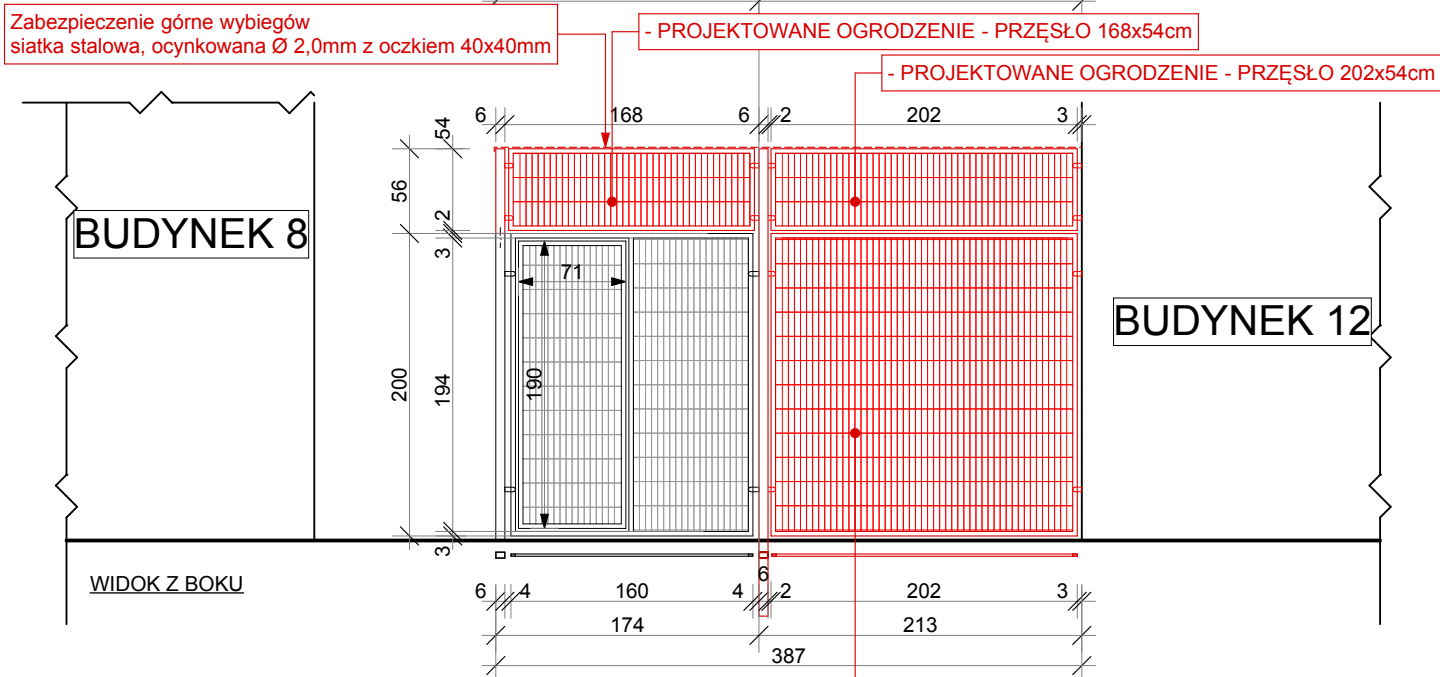 Zabezpieczenie górne wybiegów
siatka stalowa, ocynkowana Ø 2,0mm z oczkiem 40x40mm
- PROJEKTOWANE OGRODZENIE - PRZĘSŁO 168x54cm
- PROJEKTOWANE OGRODZENIE - PRZĘSŁO 202x54cm
6 168 6 2 202 3
54
56
2
3
BUDYNEK 8
71
BUDYNEK 12
200
194
190
3
WIDOK Z BOKU
6
6 4 160 4 2 202 3
174 213
387